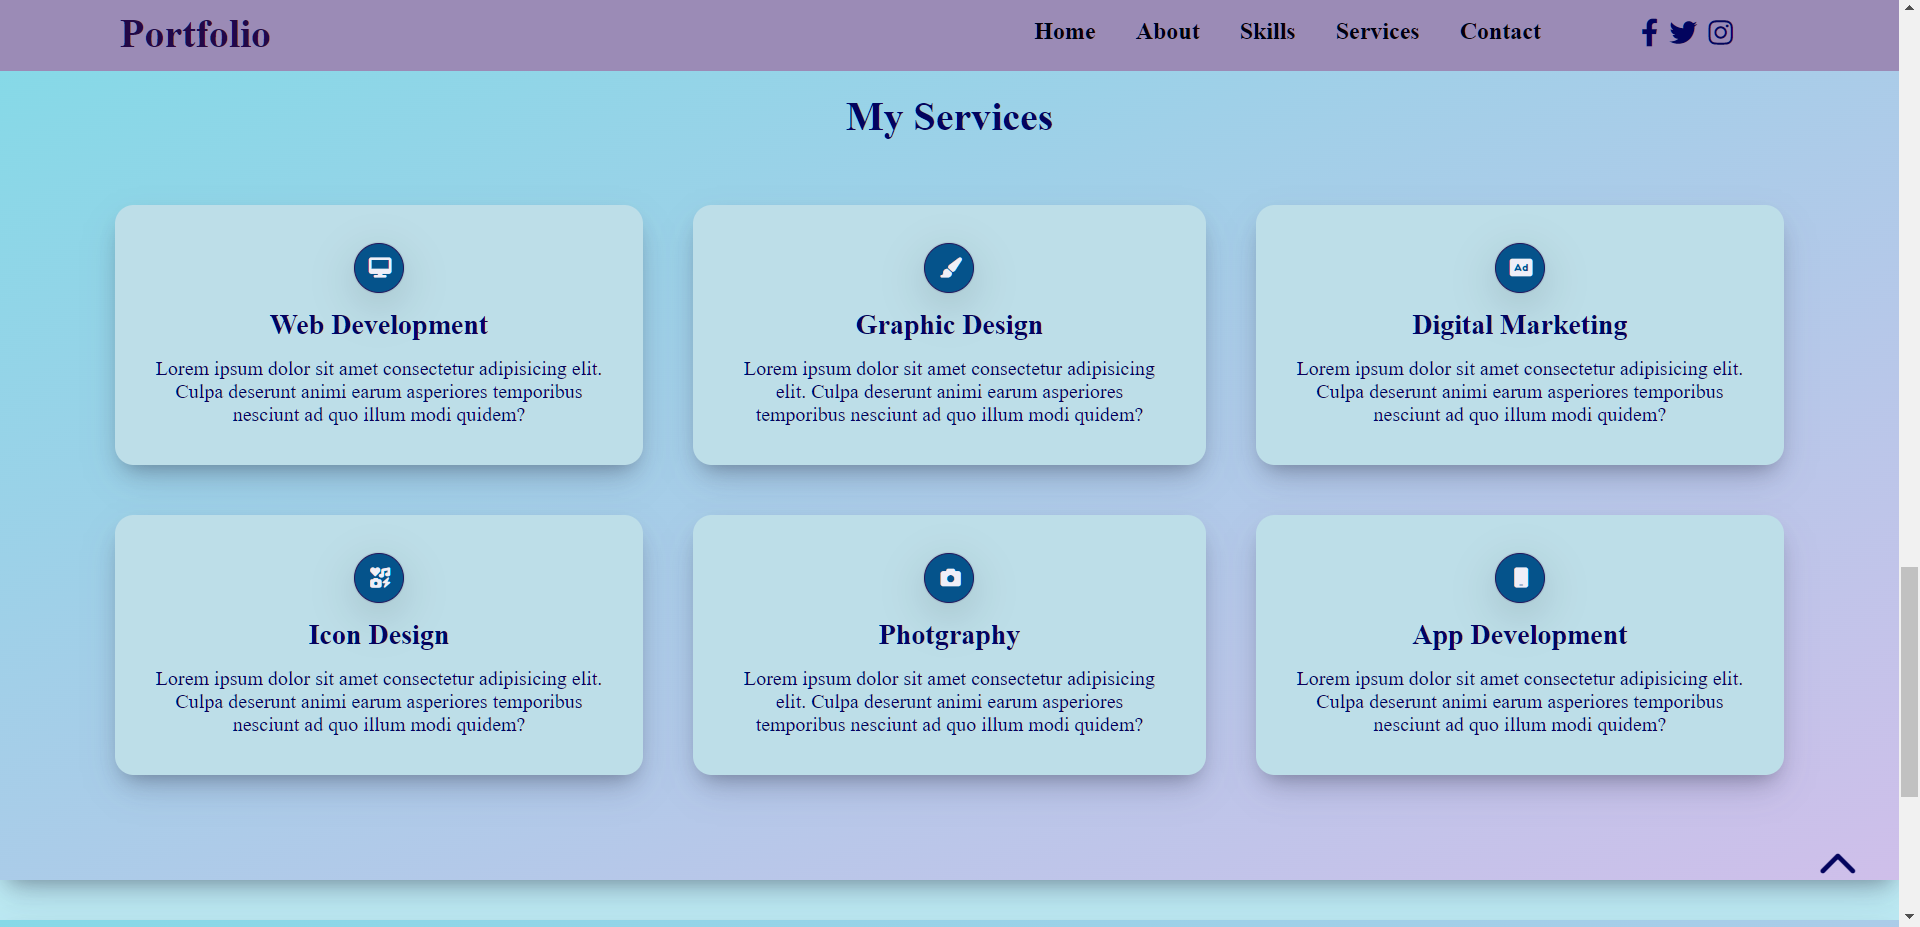 Portfolio
Home About Skills Services Contact
My Services
Web Development
Lorem ipsum dolor sit amet consectetur adipisicing elit.
Culpa deserunt animi earum asperiores temporibus
nesciunt ad quo illum modi quidem?
Graphic Design
Lorem ipsum dolor sit amet consectetur adipisicing
elit. Culpa deserunt animi earum asperiores
temporibus nesciunt ad quo illum modi quidem?
Ad
Digital Marketing
Lorem ipsum dolor sit amet consectetur adipisicing elit.
Culpa deserunt animi earum asperiores temporibus
nesciunt ad quo illum modi quidem?
Icon Design
Lorem ipsum dolor sit amet consectetur adipisicing elit.
Culpa deserunt animi earum asperiores temporibus
nesciunt ad quo illum modi quidem?
Photgraphy
Lorem ipsum dolor sit amet consectetur adipisicing
elit. Culpa deserunt animi earum asperiores
temporibus nesciunt ad quo illum modi quidem?
App Development
Lorem ipsum dolor sit amet consectetur adipisicing elit.
Culpa deserunt animi earum asperiores temporibus
nesciunt ad quo illum modi quidem?